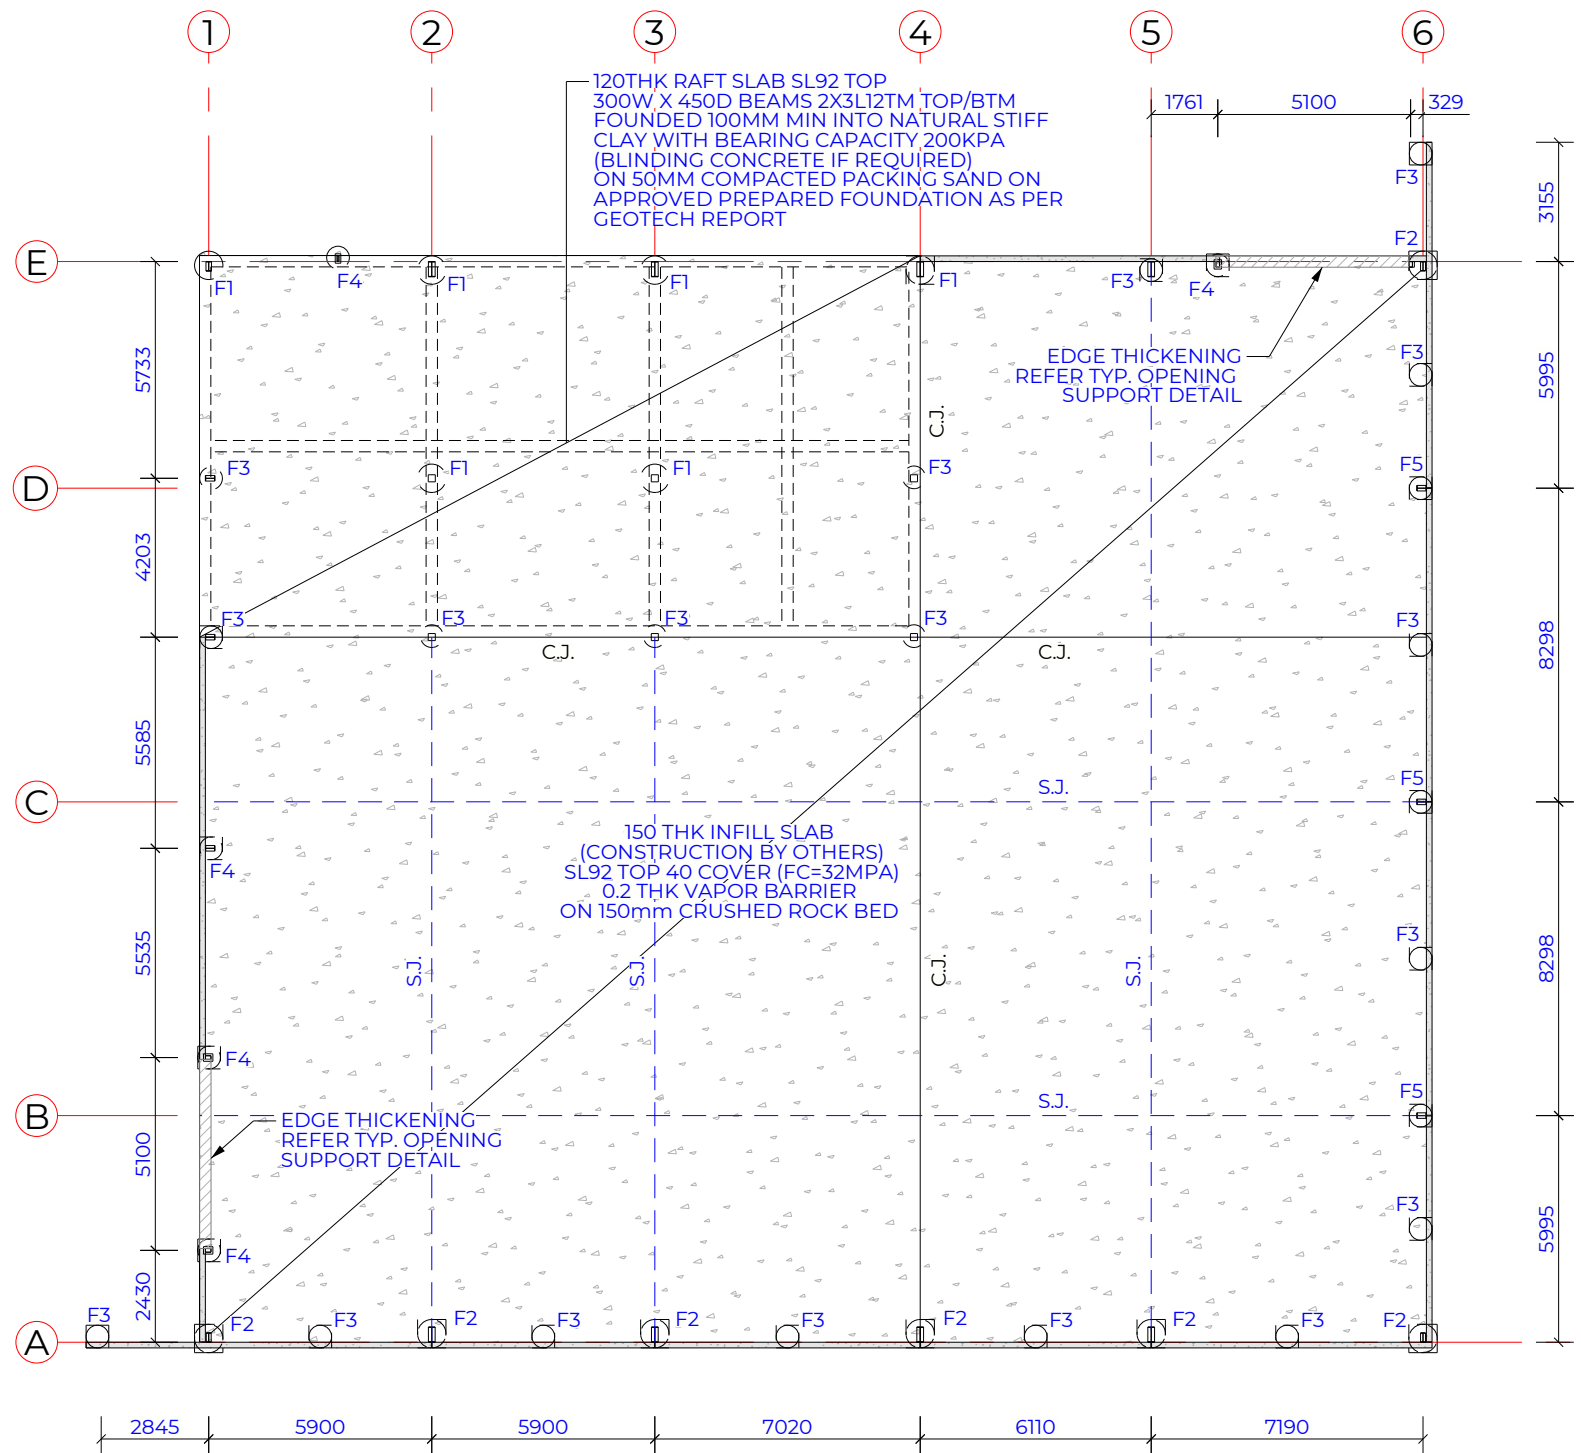 1
2
3
4
5
6
120THK RAFT SLAB SL92 TOP
300W X 450D BEAMS 2X3L12TM TOP/BTM
FOUNDED 100MM MIN INTO NATURAL STIFF
CLAY WITH BEARING CAPACITY 200KPA
(BLINDING CONCRETE IF REQUIRED)
ON 50MM COMPACTED PACKING SAND ON
APPROVED PREPARED FOUNDATION AS PER
GEOTECH REPORT
1761
5100
329
F3
3155
F2
E
F1
F4
F1
F1
F1
F3
F4
5733
EDGE THICKENING
REFER TYP. OPENING
SUPPORT DETAIL
F3
5995
C.J.
D
F3
F1
F1
F3
F5
4203
F3
F3
F3
F3
F3
C.J.
C.J.
8298
5585
C
S.J.
F5
150 THK INFILL SLAB
(CONSTRUCTION BY OTHERS)
SL92 TOP 40 COVER (FC=32MPA)
0.2 THK VAPOR BARRIER
ON 150mm CRUSHED ROCK BED
F4
5535
S.J.
S.J.
C.J.
S.J.
F3
8298
F4
B
S.J.
F5
EDGE THICKENING
REFER TYP. OPENING
SUPPORT DETAIL
5100
F3
5995
F4
2430
A
F3
F2
F3
F2
F3
F2
F3
F2
F3
F2
F3
F2
2845
5900
5900
7020
6110
7190